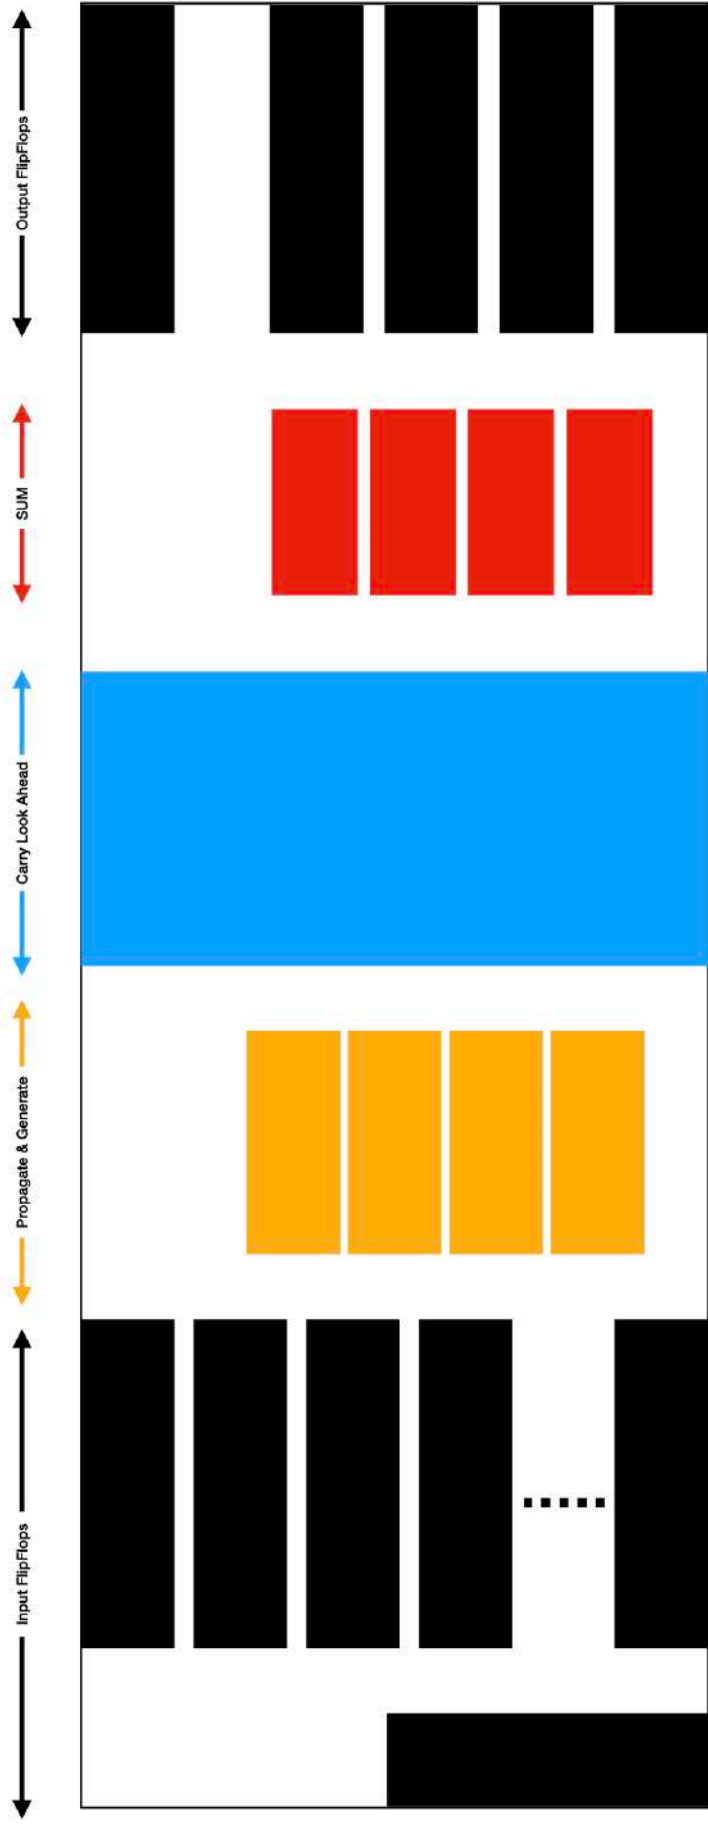 Output FlipFlops
SUM
Carry Look Ahead
Propagate & Generate
Input FlipFlops